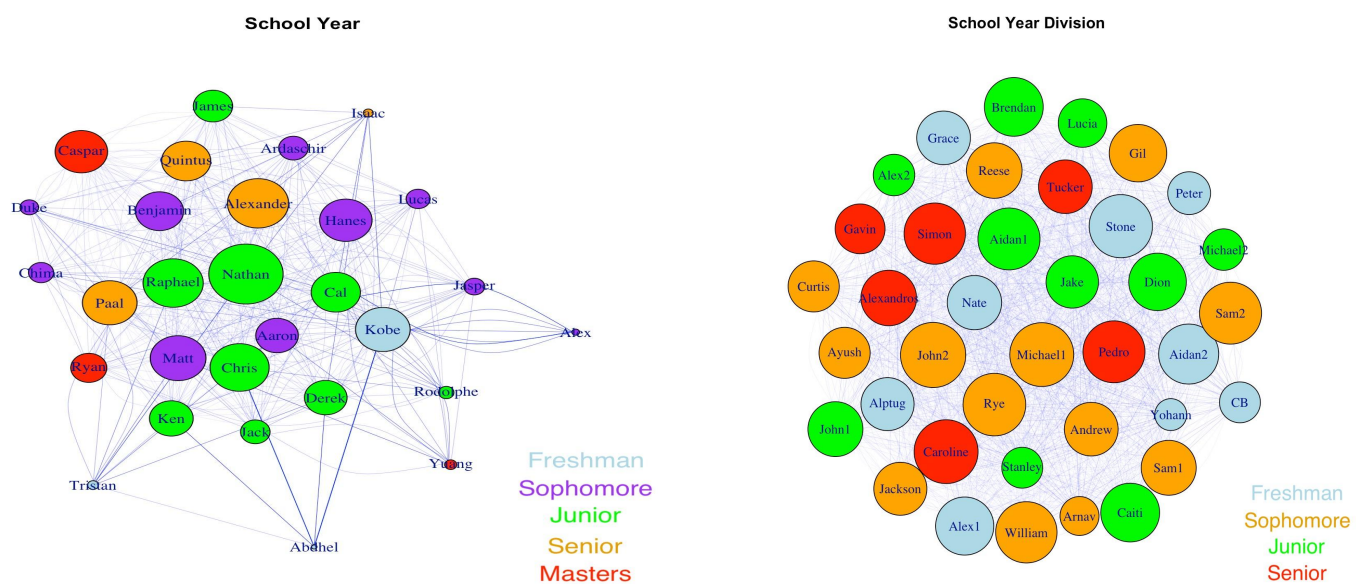 School Year
James
Isaac
Caspar
Quintus
Ardaschir
Duke
Benjamin
Alexander
Hanes
Lucas
Chima
Raphael
Nathan
Cal
Jasper
Paal
Kobe
Alex
Aaron
Matt
Chris
Ryan
Derek
Rodolphe
Ken
Jack
Yuang
Tristan
Abdhel
Freshman
Sophomore
Junior
Senior
Masters
School Year Division
Brendan
Lucia
Grace
Gil
Reese
Alex2
Tucker
Peter
Gavin
Simon
Aidan1
Stone
Michael2
Curtis
Alexandros
Nate
Jake
Dion
Sam2
Ayush
John2
Michael1
Pedro
Aidan2
Alptug
Rye
Yohann
CB
John1
Andrew
Caroline
Stanley
Sam1
Jackson
Alex1
William
Arnav
Caiti
Freshman
Sophomore
Junior
Senior